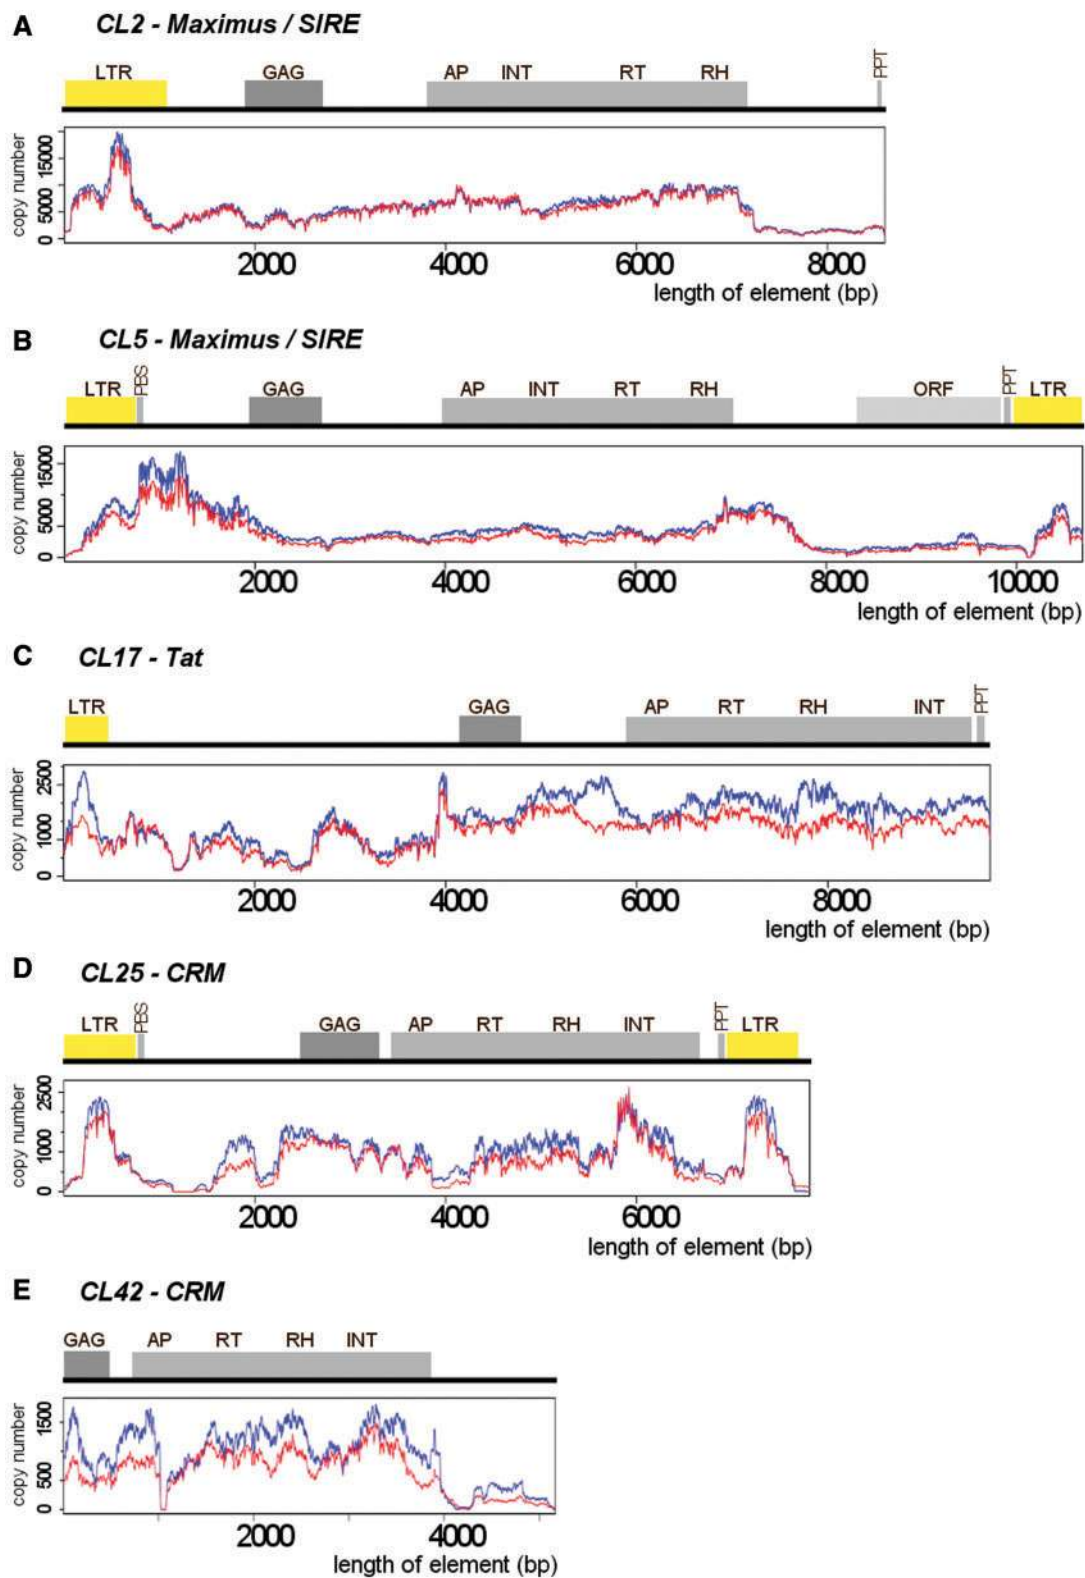 A CL2 - Maximus / SIRE
LTR GAG AP INT RT RH PPT
copy number
15000
5000
0
2000 4000 6000 8000
length of element (bp)
B CL5 - Maximus / SIRE
LTR PBS GAG AP INT RT RH ORF PPT LTR
copy number
15000
5000
0
2000 4000 6000 8000 10000
length of element (bp)
C CL17 - Tat
LTR GAG AP RT RH INT PPT
copy number
2500
1000
0
2000 4000 6000 8000
length of element (bp)
D CL25 - CRM
LTR PBS GAG AP RT RH INT PPT LTR
copy number
2500
1000
0
2000 4000 6000
length of element (bp)
E CL42 - CRM
GAG AP RT RH INT
copy number
1500
500
0
2000 4000
length of element (bp)